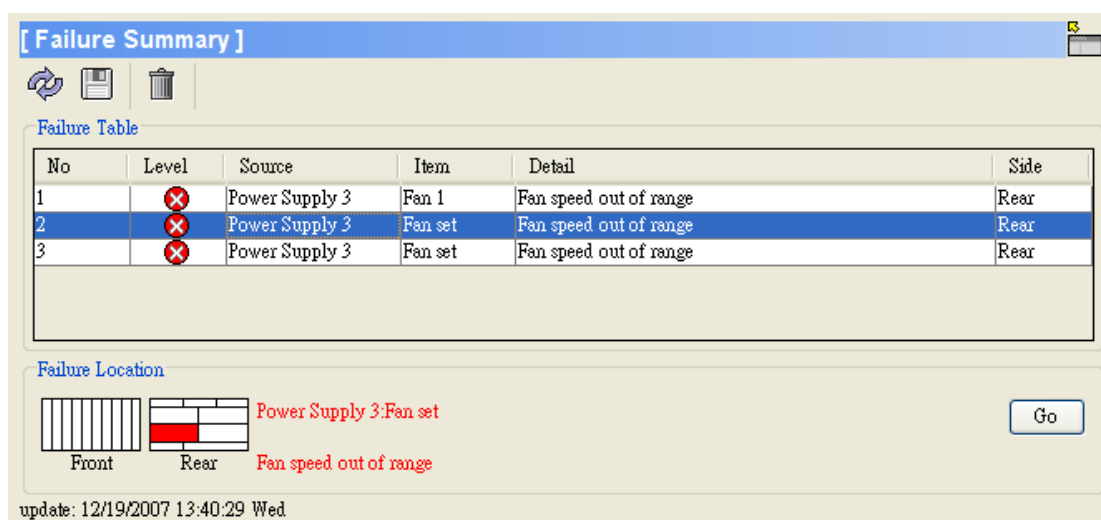 [ Failure Summary ]
Failure Table
No Level Source Item Detail Side
1 Power Supply 3 Fan 1 Fan speed out of range Rear
2 Power Supply 3 Fan set Fan speed out of range Rear
3 Power Supply 3 Fan set Fan speed out of range Rear
Failure Location
Power Supply 3:Fan set
Go
Front Rear Fan speed out of range
update: 12/19/2007 13:40:29 Wed